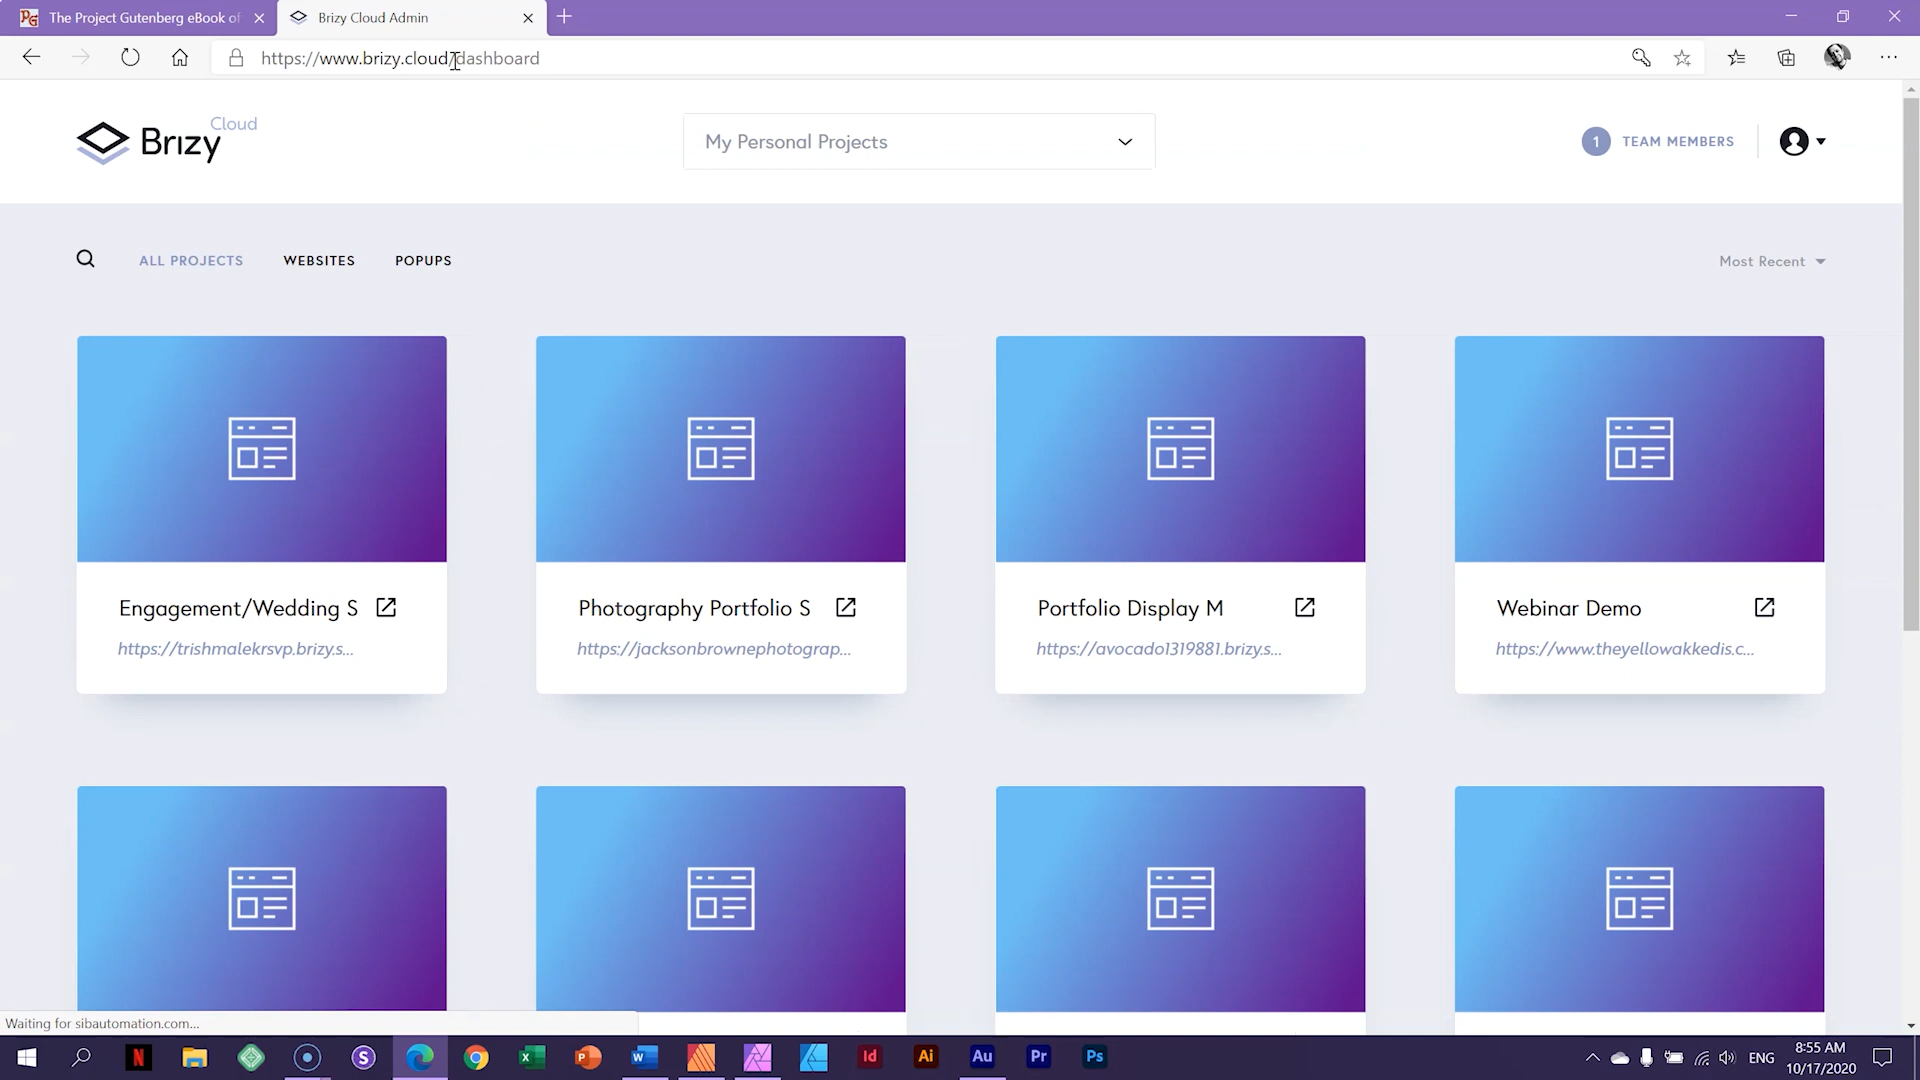 The Project Gutenberg eBook of
Brizy Cloud Admin
https://www.brizy.cloud/dashboard
Brizy Cloud
My Personal Projects
1 TEAM MEMBERS
ALL PROJECTS WEBSITES POPUPS Most Recent
Engagement/Wedding S
https://trishmalekrsvp.brizy.s...
Photography Portfolio S
https://jacksonbrownephotograp...
Portfolio Display M
https://avocado1319881.brizy.s...
Webinar Demo
https://www.theyellowakkedis.c...
Waiting for sibautomation.com...
N S X P W Id Ai Au Pr Ps
ENG
8:55 AM
10/17/2020